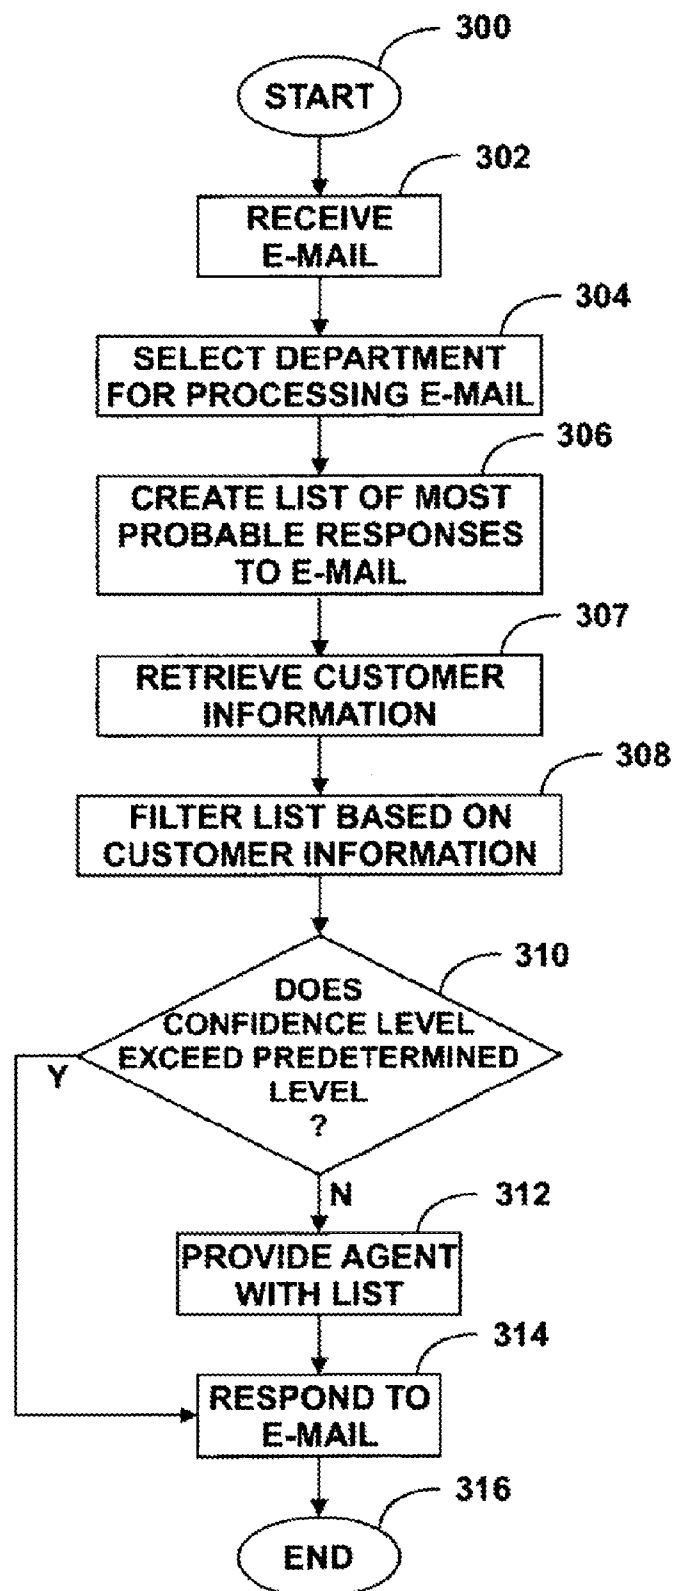 300
START
302
RECEIVE
E-MAIL
304
SELECT DEPARTMENT
FOR PROCESSING E-MAIL
306
CREATE LIST OF MOST
PROBABLE RESPONSES
TO E-MAIL
307
RETRIEVE CUSTOMER
INFORMATION
308
FILTER LIST BASED ON
CUSTOMER INFORMATION
310
DOES
CONFIDENCE LEVEL
EXCEED PREDETERMINED
LEVEL
?
Y
N
312
PROVIDE AGENT
WITH LIST
314
RESPOND TO
E-MAIL
316
END